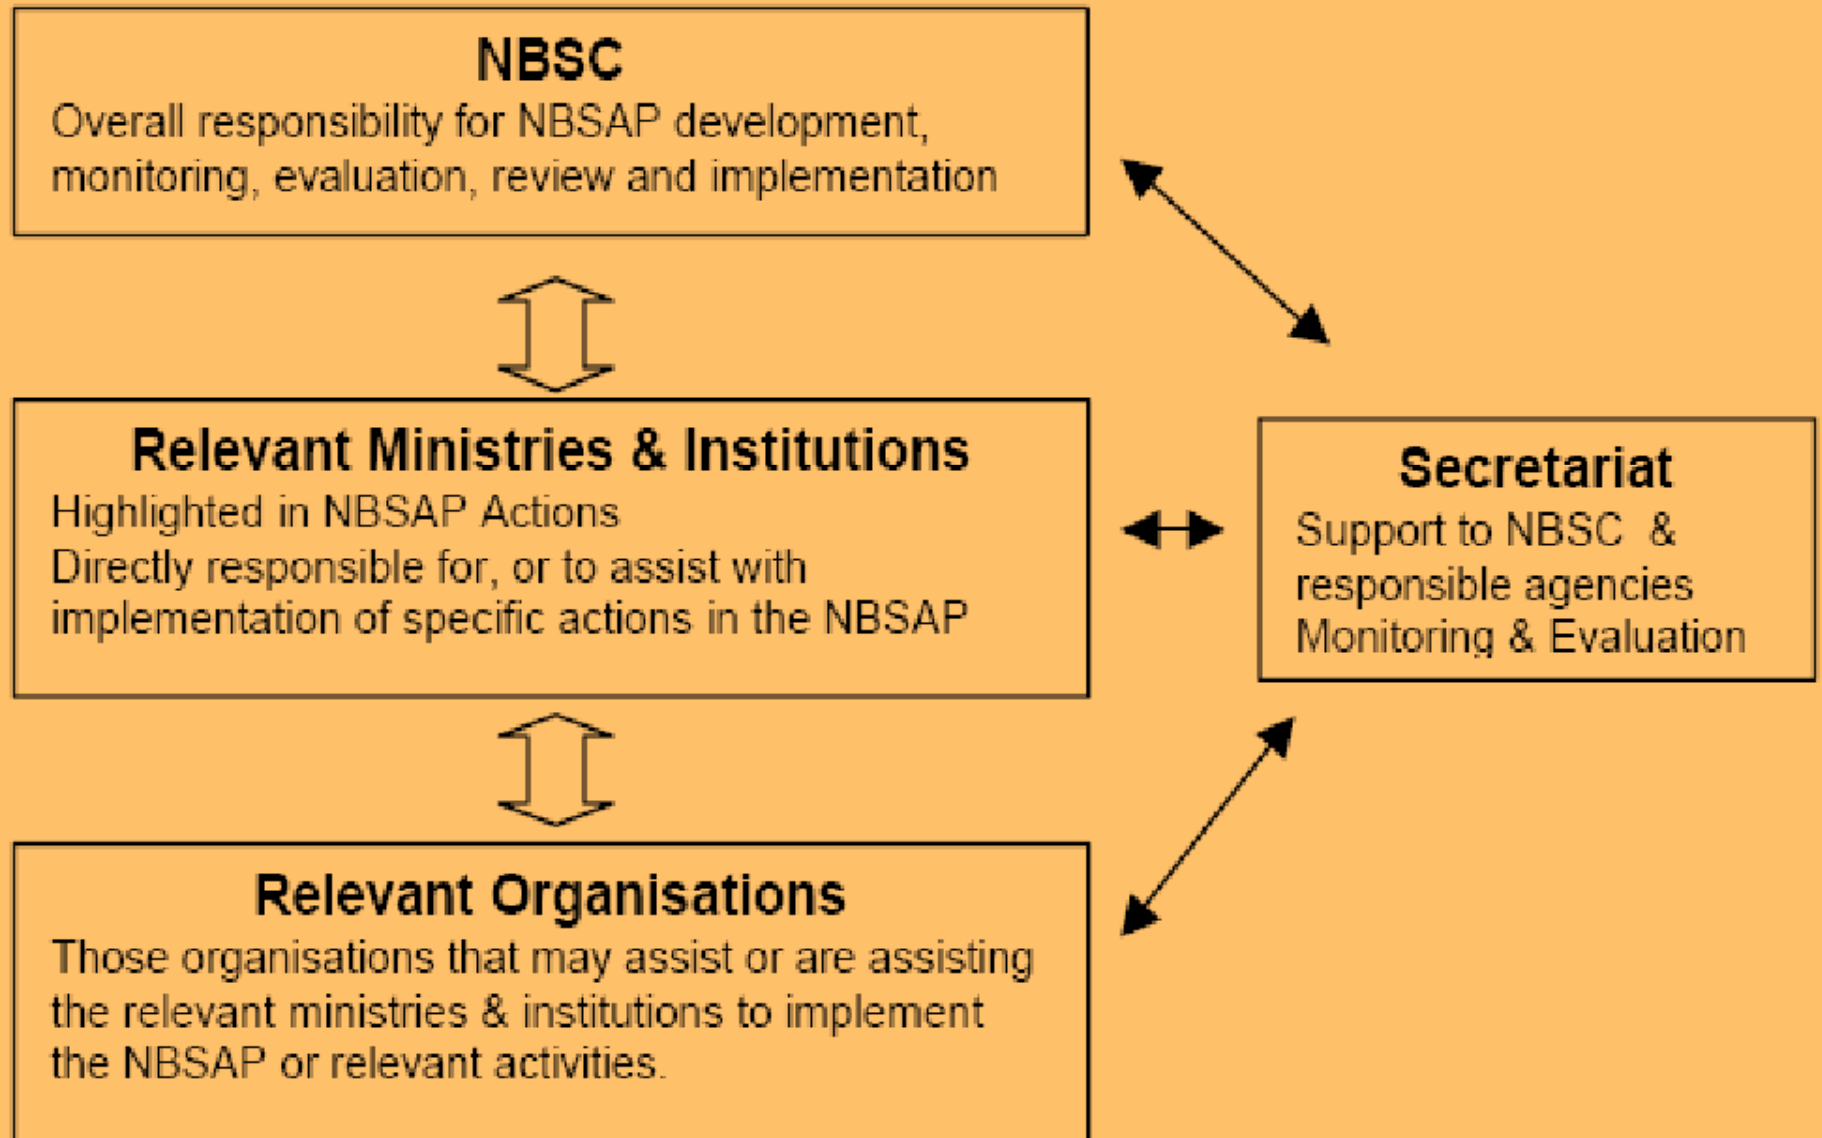 NBSC
Overall responsibility for NBSAP development,
monitoring, evaluation, review and implementation
Relevant Ministries & Institutions
Highlighted in NBSAP Actions
Directly responsible for, or to assist with
implementation of specific actions in the NBSAP
Secretariat
Support to NBSC &
responsible agencies
Monitoring & Evaluation
Relevant Organisations
Those organisations that may assist or are assisting
the relevant ministries & institutions to implement
the NBSAP or relevant activities.